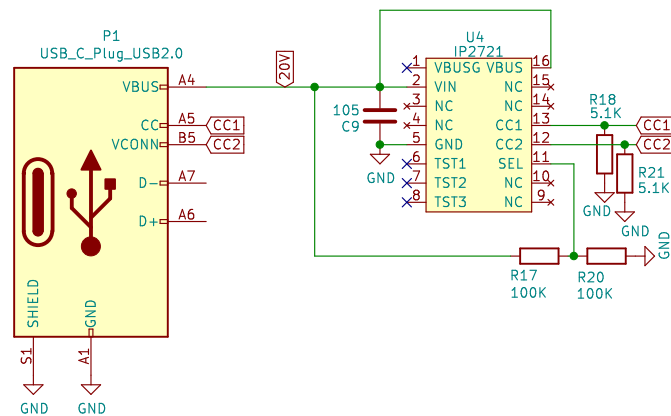 P1
USB_C_Plug_USB2.0
VBUS A4
CC A5 CC1
VCONN B5 CC2
D- A7
D+ A6
SHIELD
GND
S1
A1
GND
GND
20V
105
C9
GND
U4
IP2721
1 VBUSG VBUS 16
2 VIN NC 15
3 NC NC 14
4 NC CC1 13
5 GND CC2 12
6 TST1 SEL 11
7 TST2 NC 10
8 TST3 NC 9
R18
5.1K
CC1
CC2
R21
5.1K
GND
GND
R17
100K
R20
100K
GND